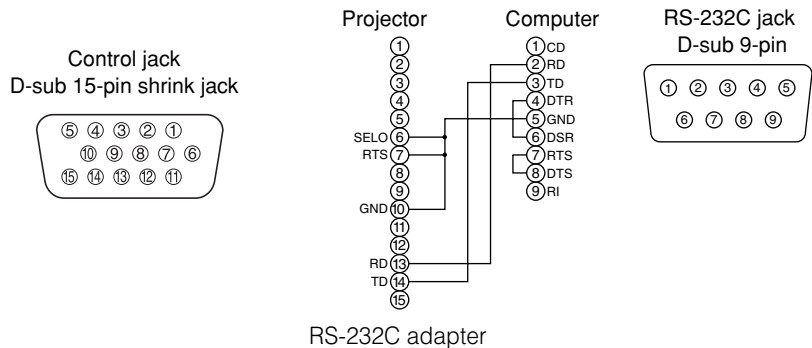 Control jack
D-sub 15-pin shrink jack
⑤ ④ ③ ② ①
⑩ ⑨ ⑧ ⑦ ⑥
⑮ ⑭ ⑬ ⑫ ⑪
Projector
①
②
③
④
⑤
SELO ⑥
RTS ⑦
⑧
⑨
GND ⑩
⑪
⑫
RD ⑬
TD ⑭
⑮
Computer
① CD
② RD
③ TD
④ DTR
⑤ GND
⑥ DSR
⑦ RTS
⑧ DTS
⑨ RI
RS-232C jack
D-sub 9-pin
① ② ③ ④ ⑤
⑥ ⑦ ⑧ ⑨
RS-232C adapter